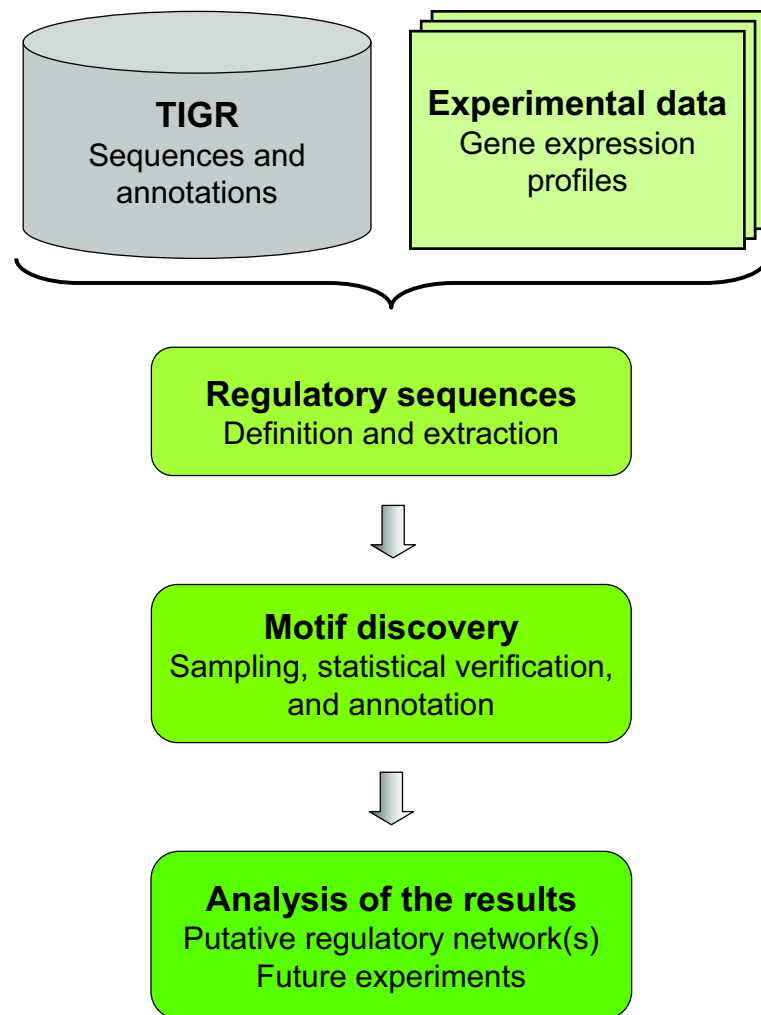 TIGR
Sequences and
annotations
Experimental data
Gene expression
profiles
Regulatory sequences
Definition and extraction
Motif discovery
Sampling, statistical verification,
and annotation
Analysis of the results
Putative regulatory network(s)
Future experiments